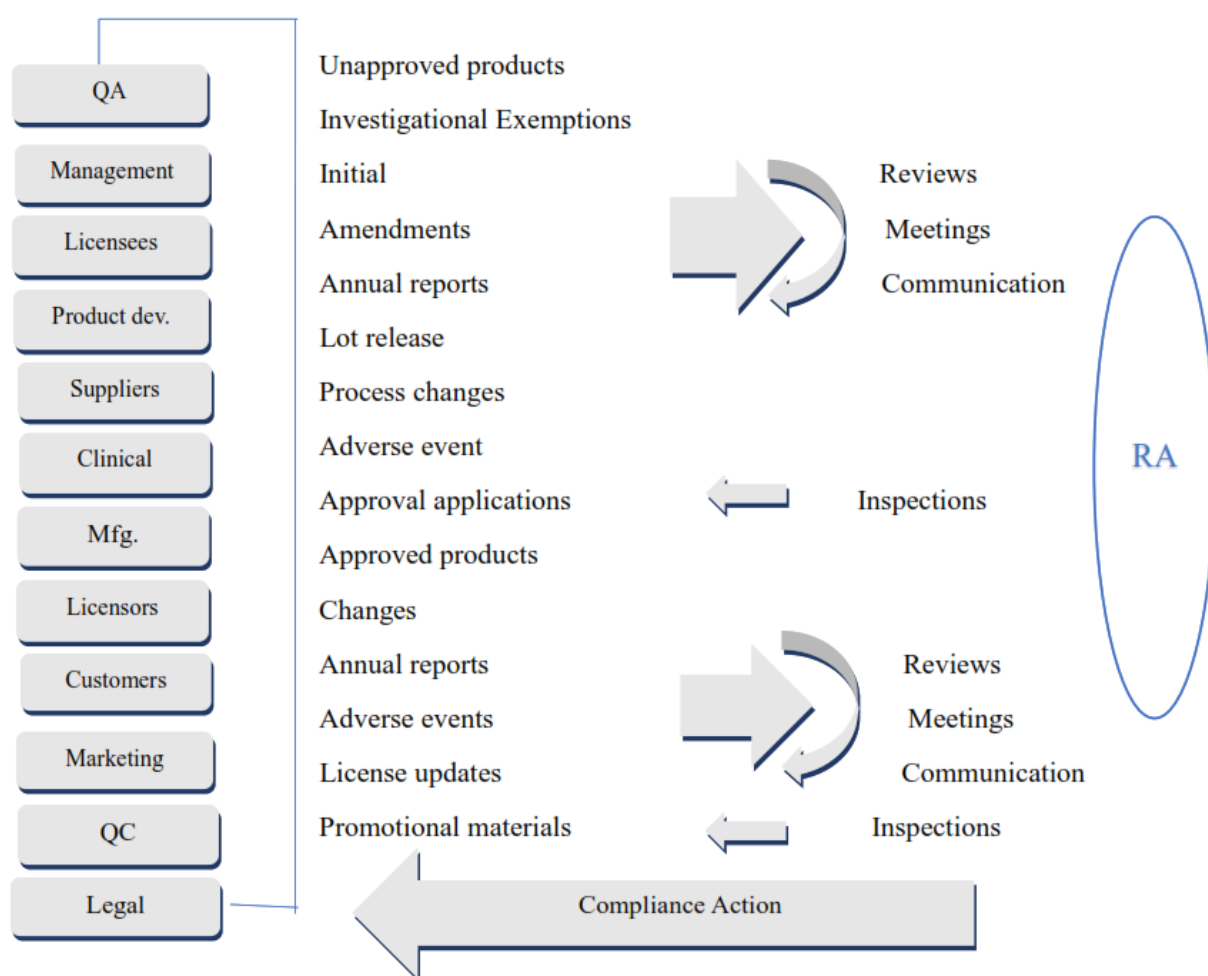 QA
Management
Licensees
Product dev.
Suppliers
Clinical
Mfg.
Licensors
Customers
Marketing
QC
Legal
Unapproved products
Investigational Exemptions
Initial
Amendments
Annual reports
Lot release
Process changes
Adverse event
Approval applications
Approved products
Changes
Annual reports
Adverse events
License updates
Promotional materials
Reviews
Meetings
Communication
Inspections
Reviews
Meetings
Communication
Inspections
Compliance Action
RA